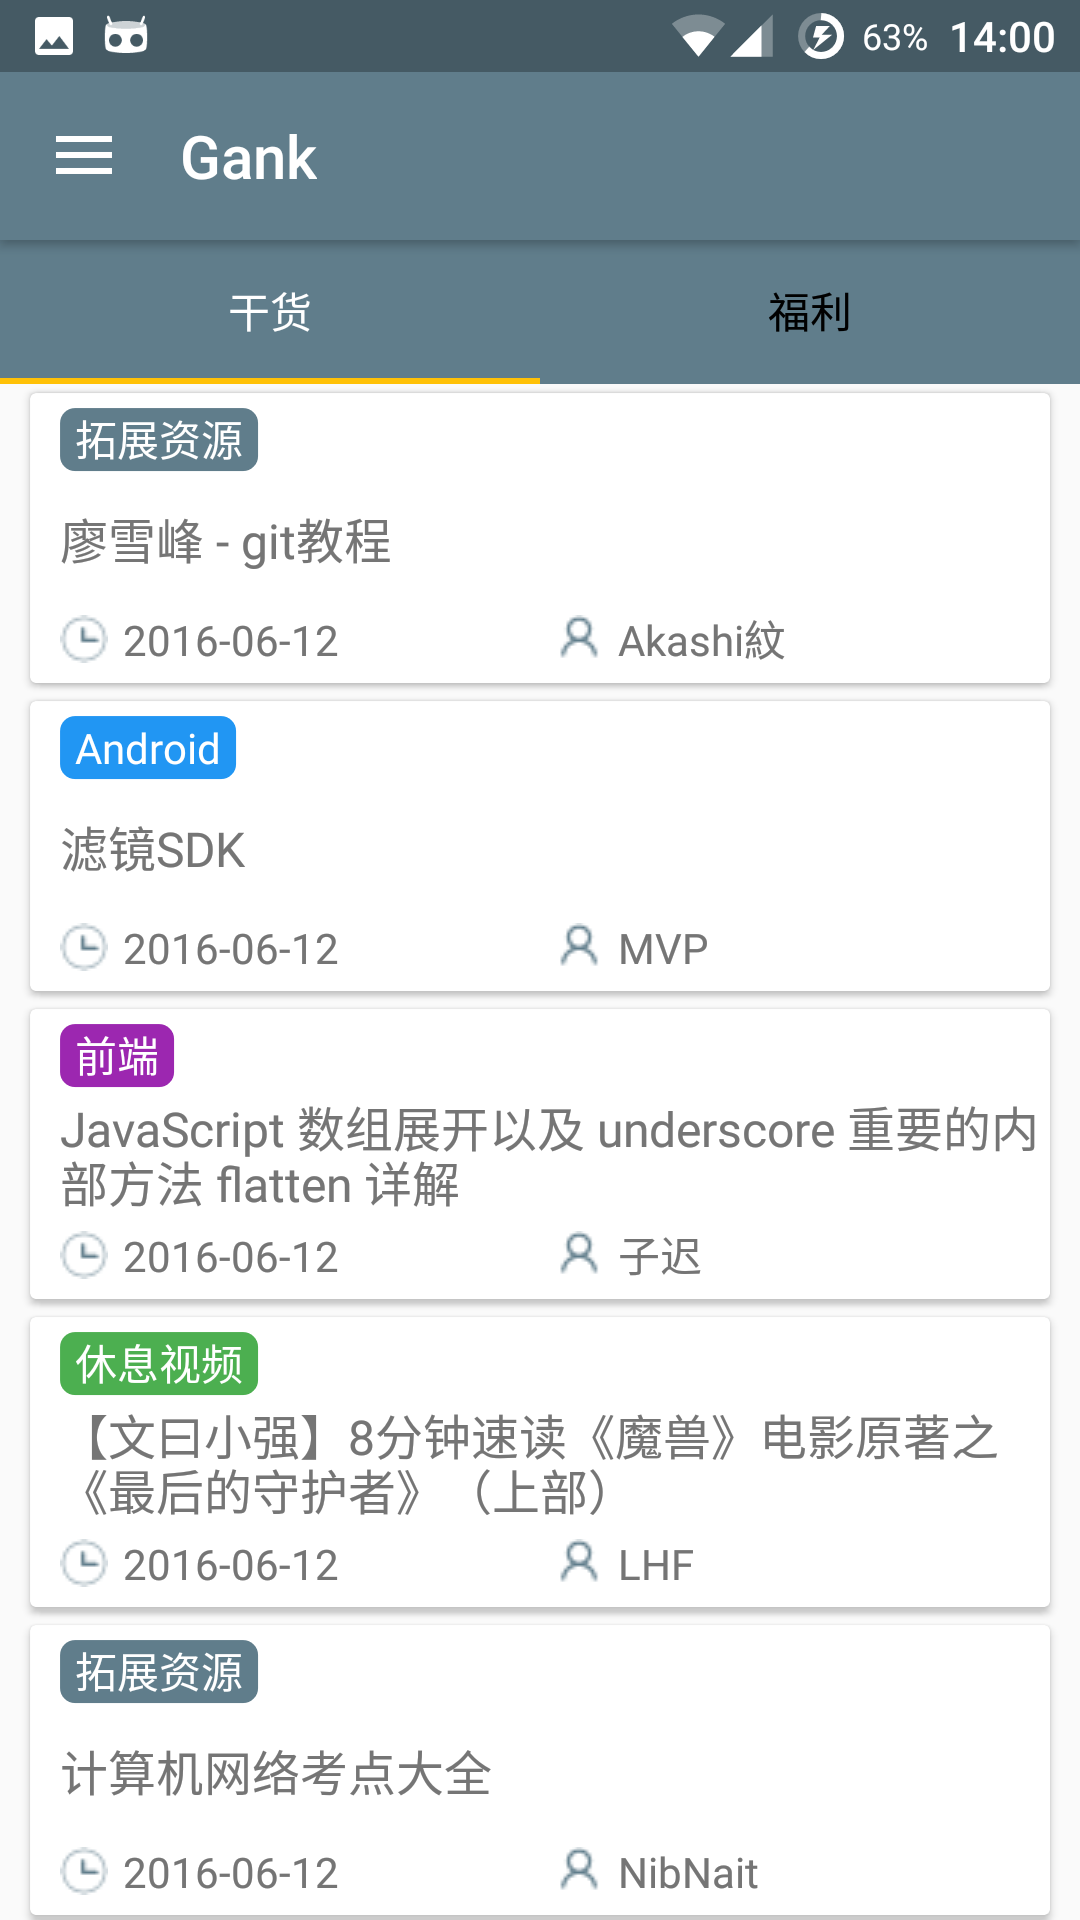 63% 14:00
Gank
干货 福利
拓展资源
廖雪峰 - git教程
2016-06-12 Akashi紋
Android
滤镜SDK
2016-06-12 MVP
前端
JavaScript 数组展开以及 underscore 重要的内
部方法 flatten 详解
2016-06-12 子迟
休息视频
【文曰小强】8分钟速读《魔兽》电影原著之
《最后的守护者》（上部）
2016-06-12 LHF
拓展资源
计算机网络考点大全
2016-06-12 NibNait